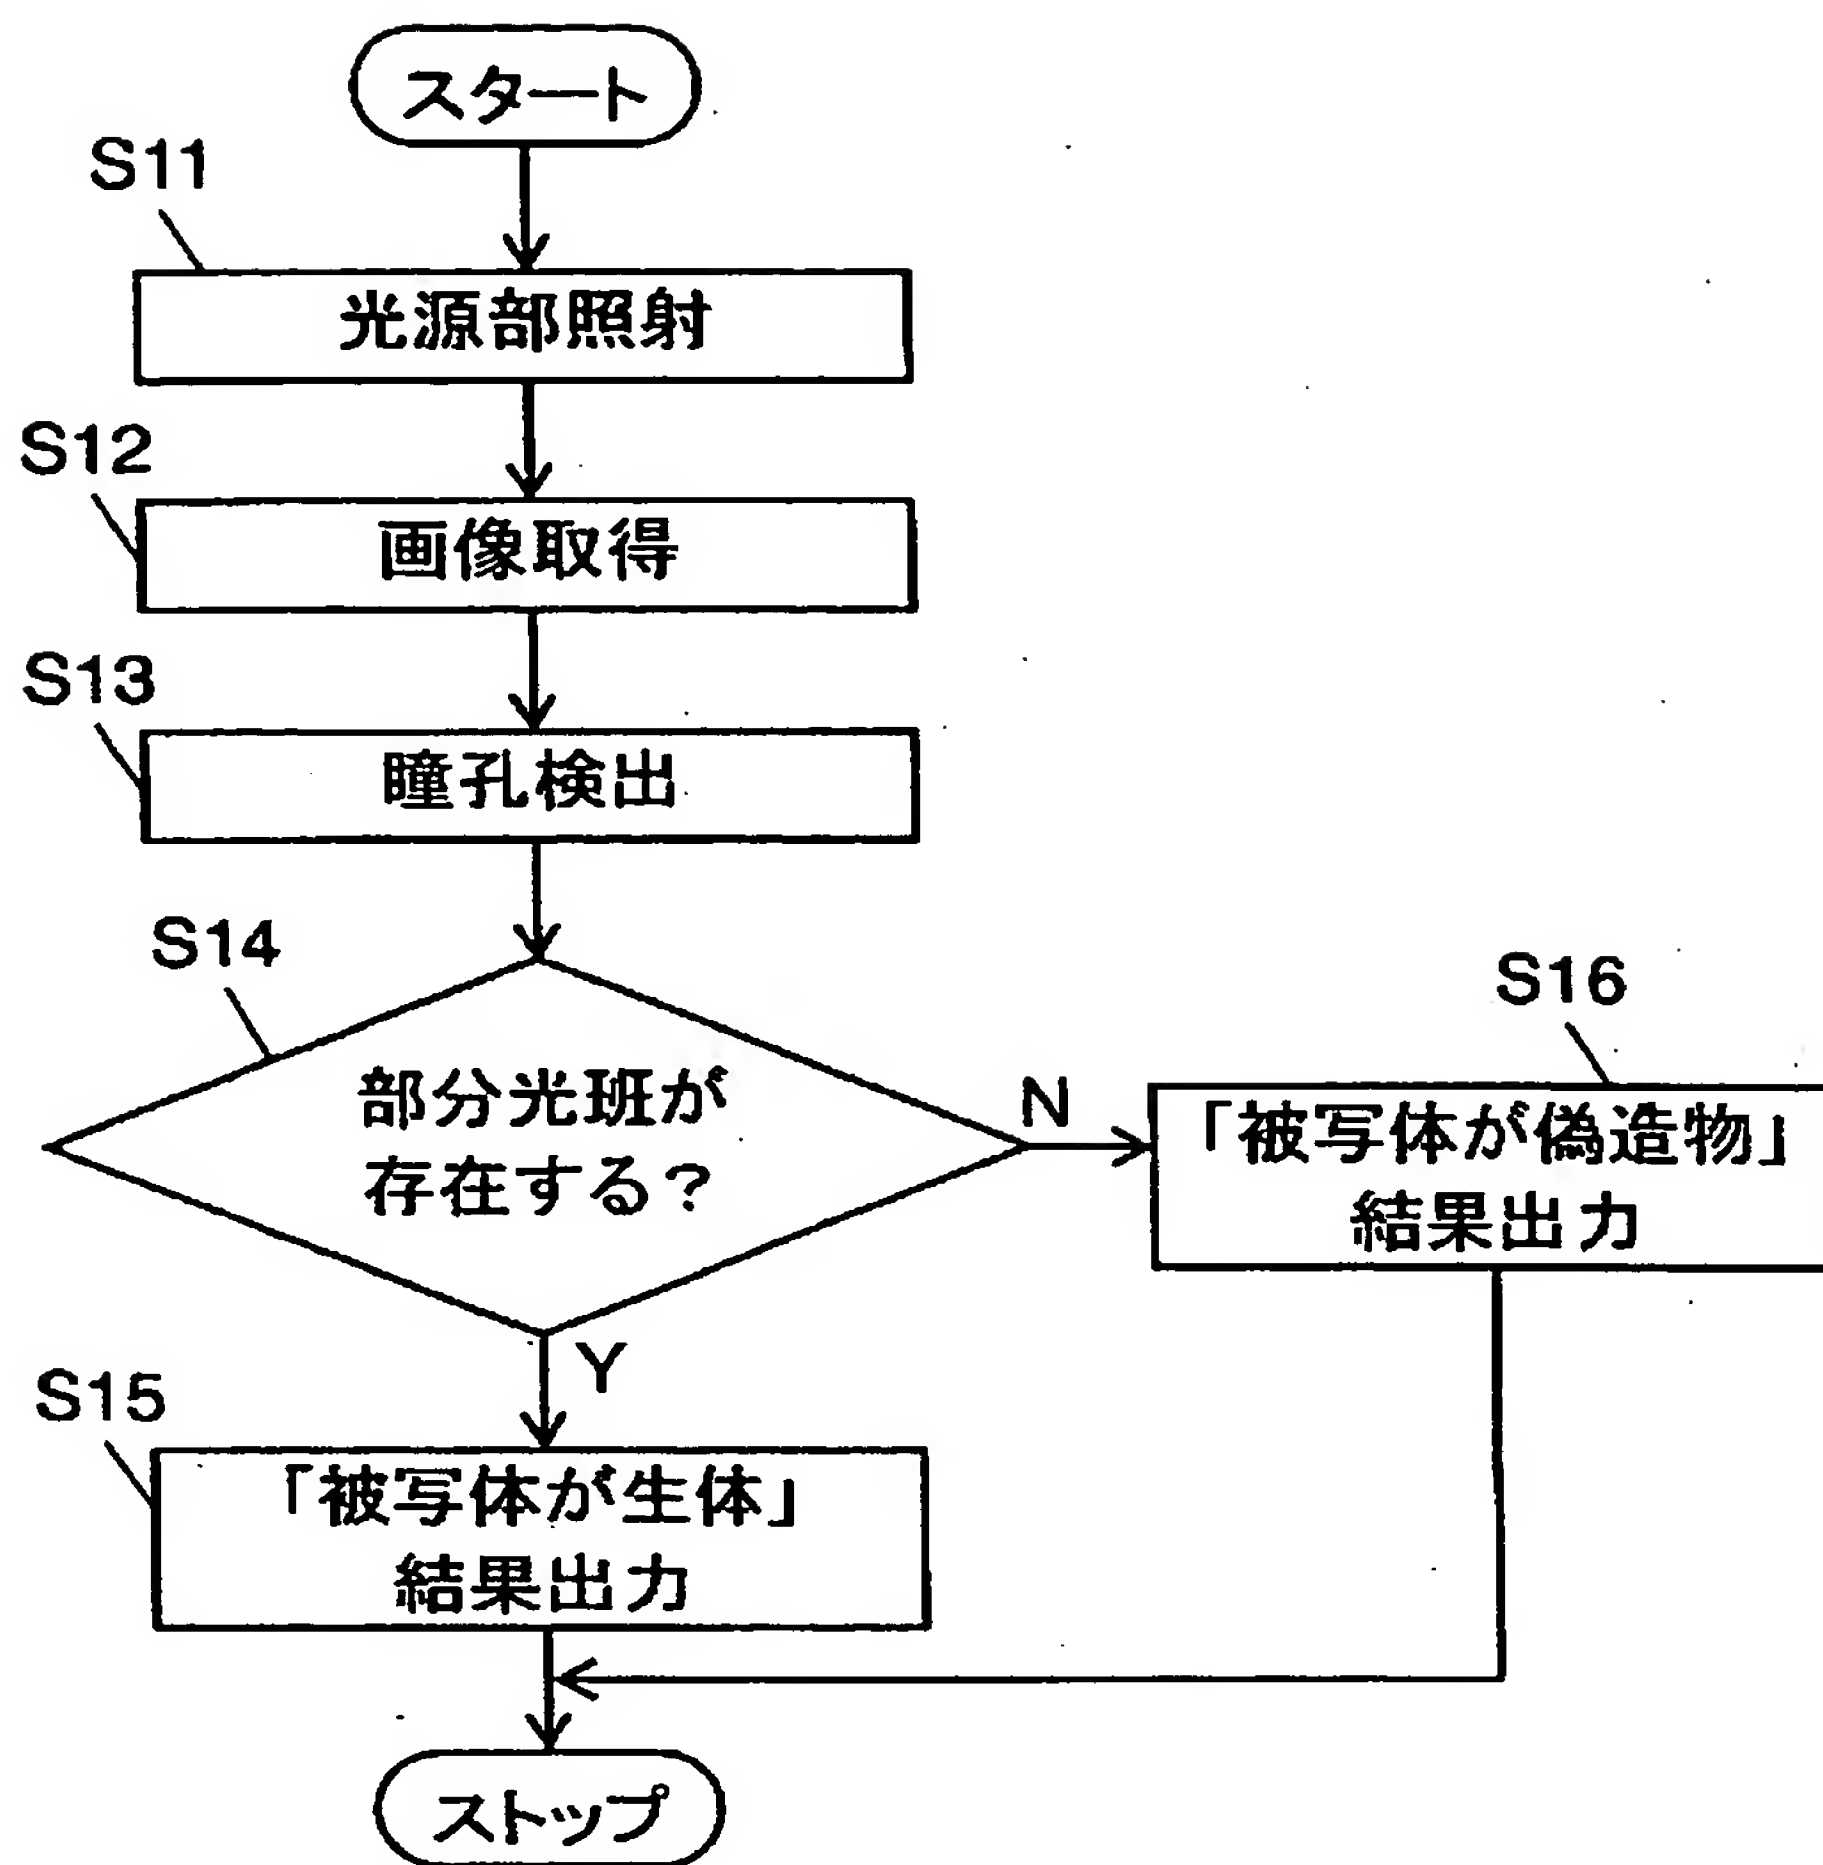 スタート
S11
光源部照射
S12
画像取得
S13
瞳孔検出
S14
部分光班が
存在する?
N
S16
「被写体が偽造物」
結果出力
Y
S15
「被写体が生体」
結果出力
ストップ